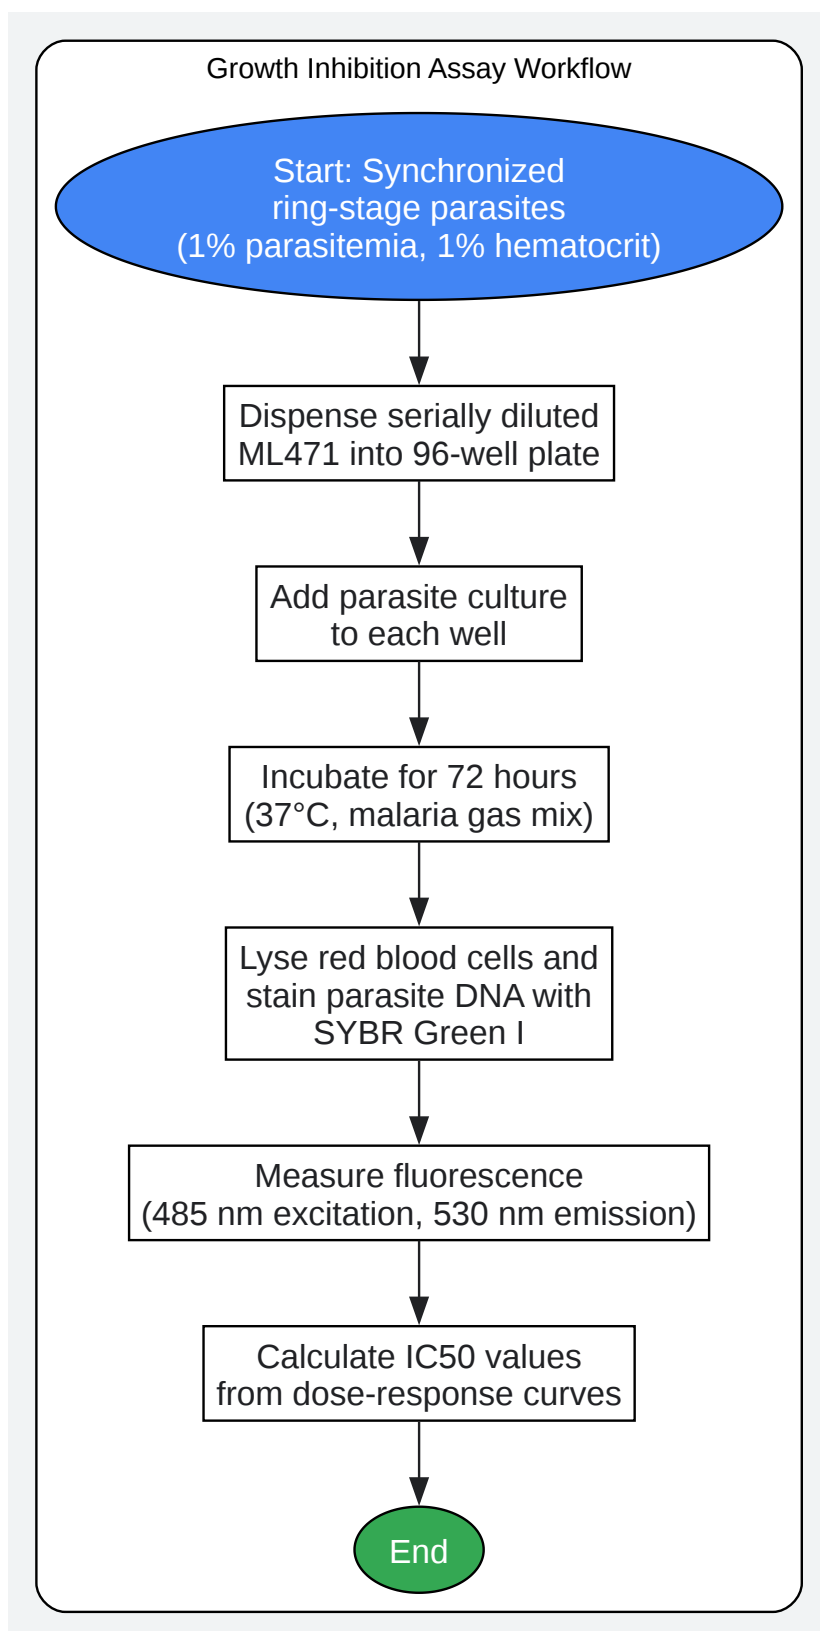 Growth Inhibition Assay Workflow
Start: Synchronized
ring-stage parasites
(1% parasitemia, 1% hematocrit)
Dispense serially diluted
ML471 into 96-well plate
Add parasite culture
to each well
Incubate for 72 hours
(37°C, malaria gas mix)
Lyse red blood cells and
stain parasite DNA with
SYBR Green I
Measure fluorescence
(485 nm excitation, 530 nm emission)
Calculate IC50 values
from dose-response curves
End